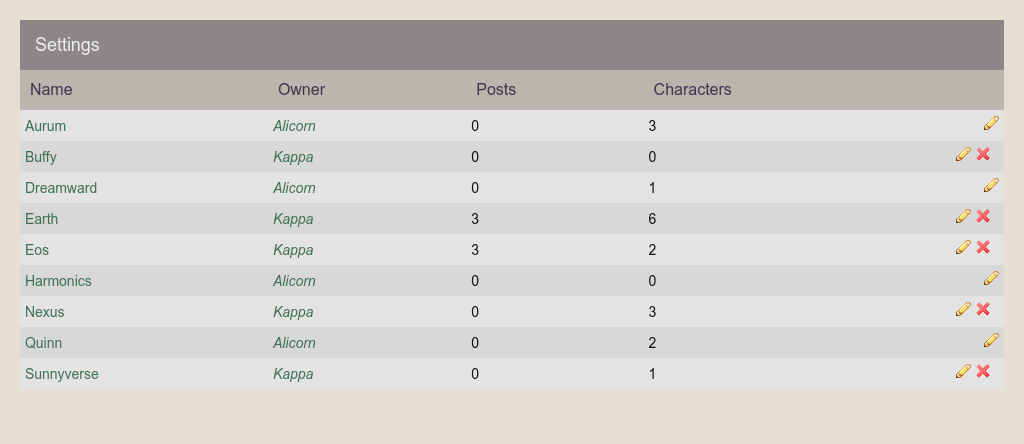 Settings
Name Owner Posts Characters
Aurum Alicorn 0 3
Buffy Kappa 0 0
Dreamward Alicorn 0 1
Earth Kappa 3 6
Eos Kappa 3 2
Harmonics Alicorn 0 0
Nexus Kappa 0 3
Quinn Alicorn 0 2
Sunnyverse Kappa 0 1